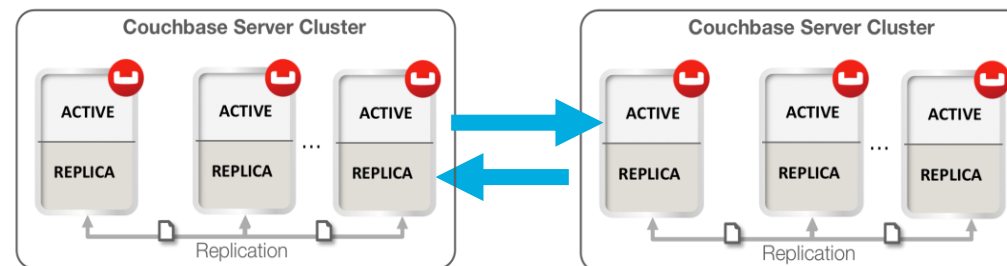 Couchbase Server Cluster
ACTIVE ACTIVE ACTIVE
...
REPLICA REPLICA REPLICA
Replication
Couchbase Server Cluster
ACTIVE ACTIVE ACTIVE
...
REPLICA REPLICA REPLICA
Replication